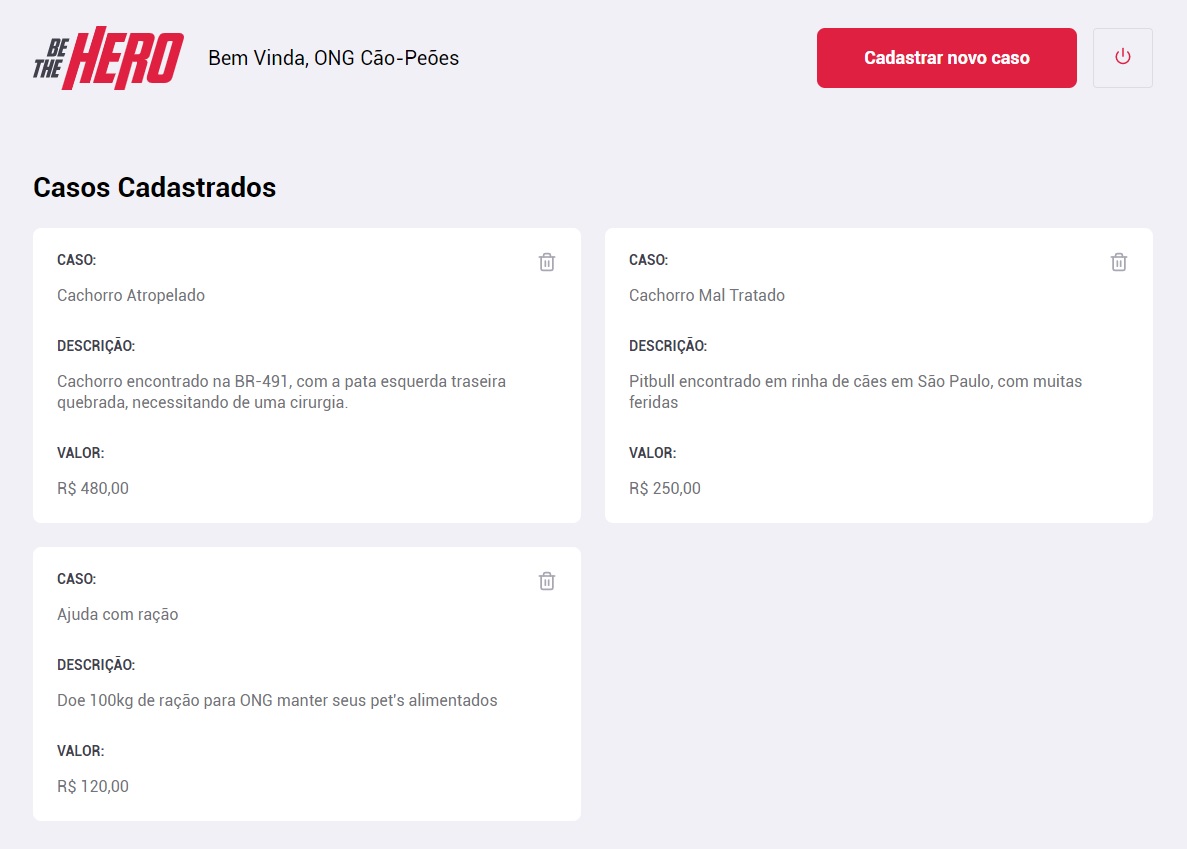 BE
THE HERO
Bem Vinda, ONG Cão-Peões
Cadastrar novo caso
Casos Cadastrados
CASO:
Cachorro Atropelado
DESCRIÇÃO:
Cachorro encontrado na BR-491, com a pata esquerda traseira
quebrada, necessitando de uma cirurgia.
VALOR:
R$ 480,00
CASO:
Cachorro Mal Tratado
DESCRIÇÃO:
Pitbull encontrado em rinha de cães em São Paulo, com muitas
feridas
VALOR:
R$ 250,00
CASO:
Ajuda com ração
DESCRIÇÃO:
Doe 100kg de ração para ONG manter seus pet's alimentados
VALOR:
R$ 120,00